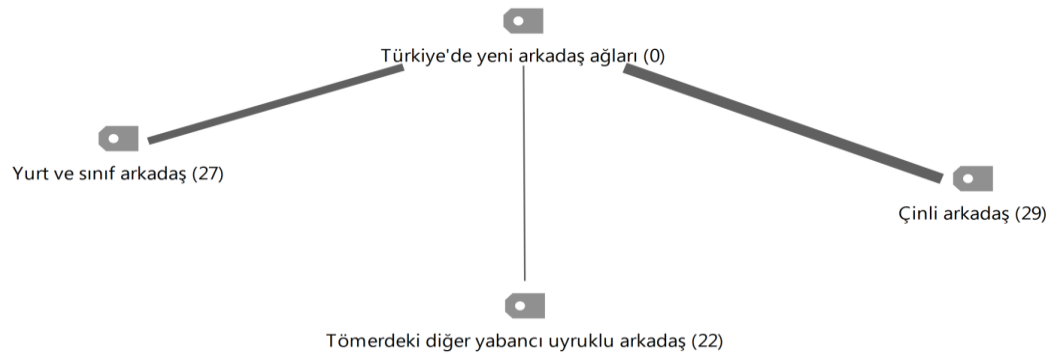 Türkiye'de yeni arkadaş ağları (0)
Yurt ve sınıf arkadaş (27)
Çinli arkadaş (29)
Tömerdeki diğer yabancı uyruklu arkadaş (22)